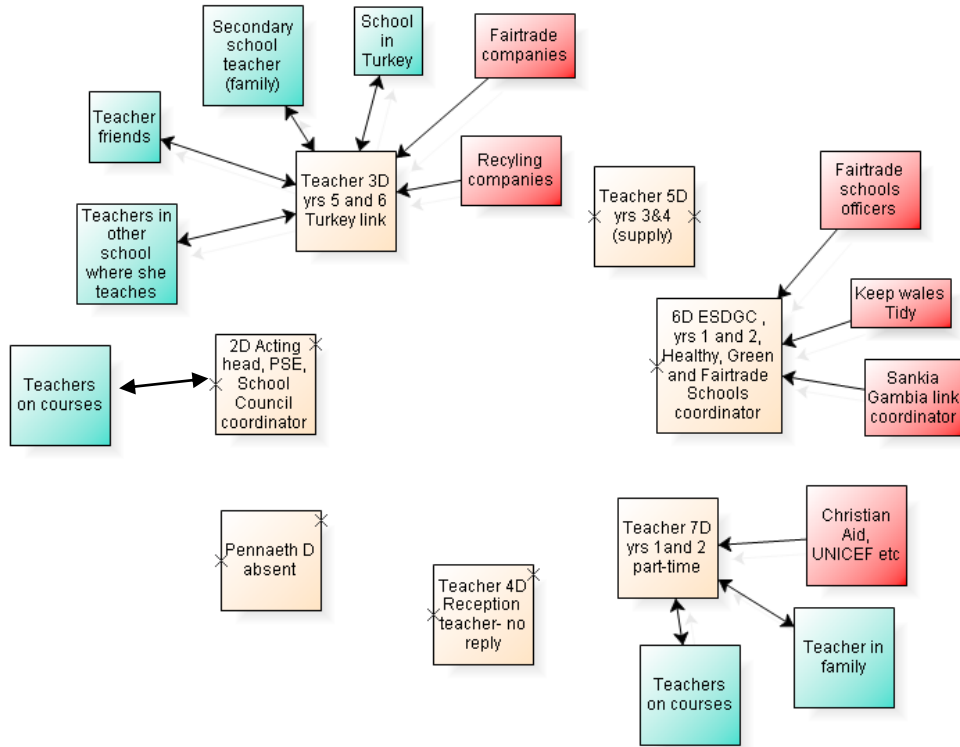 Secondary
school
teacher
(family)
School
in
Turkey
Fairtrade
companies
Teacher
friends
Recyling
companies
Teacher 3D
yrs 5 and 6
Turkey link
Teachers in
other
school
where she
teaches
Teacher 5D
yrs 3&4
(supply)
Fairtrade
schools
officers
Keep wales
Tidy
6D ESDGC ,
yrs 1 and 2,
Healthy, Green
and Fairtrade
Schools
coordinator
Sankia
Gambia link
coordinator
Teachers
on courses
2D Acting
head, PSE,
School
Council
coordinator
Pennaeth D
absent
Teacher 4D
Reception
teacher- no
reply
Teacher 7D
yrs 1and 2
part-time
Christian
Aid,
UNICEF etc
Teachers
on courses
Teacher in
family